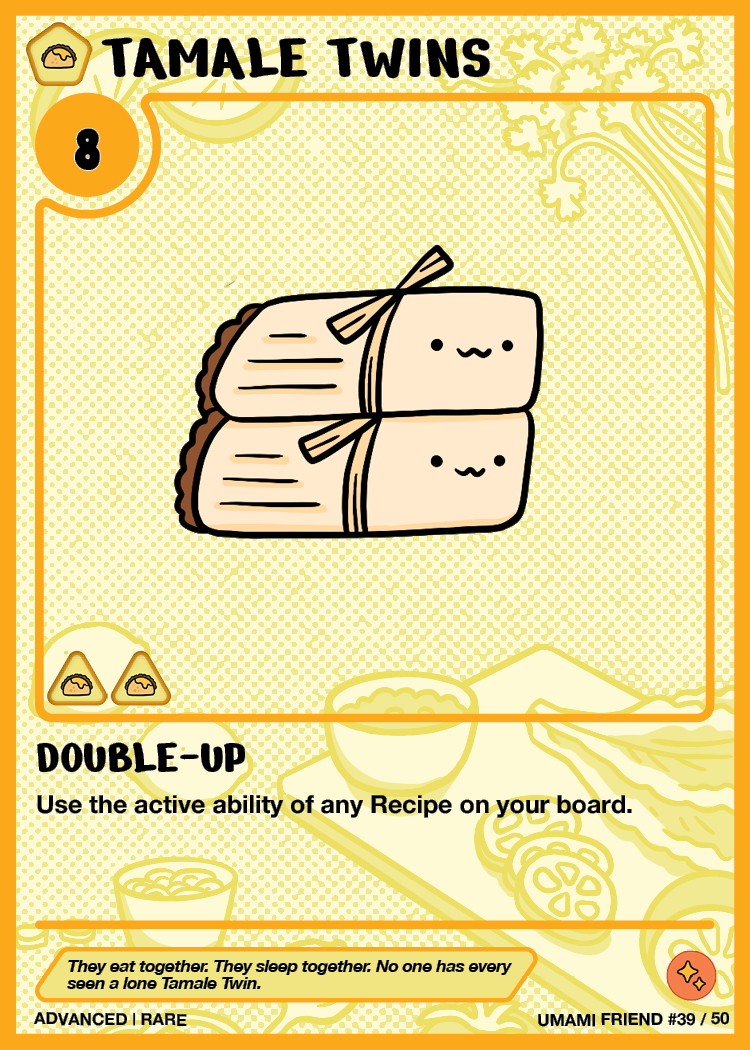 TAMALE TWINS
8
DOUBLE-UP
Use the active ability of any Recipe on your board.
They eat together. They sleep together. No one has every
seen a lone Tamale Twin.
ADVANCED | RARE
UMAMI FRIEND #39 / 50